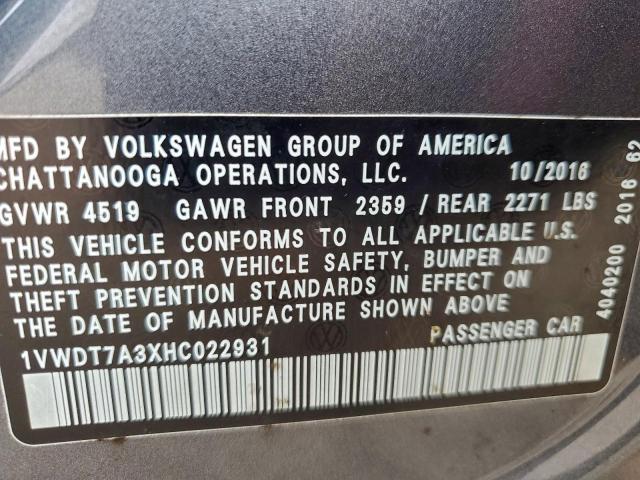 MFD BY VOLKSWAGEN GROUP OF AMERICA
CHATTANOOGA OPERATIONS, LLC. 10/2016
GVWR 4519 GAWR FRONT 2359 / REAR 2271 LBS
THIS VEHICLE CONFORMS TO ALL APPLICABLE U.S.
FEDERAL MOTOR VEHICLE SAFETY, BUMPER AND
THEFT PREVENTION STANDARDS IN EFFECT ON
THE DATE OF MANUFACTURE SHOWN ABOVE
1VWDT7A3XHC022931 PASSENGER CAR
4040200 2016 62